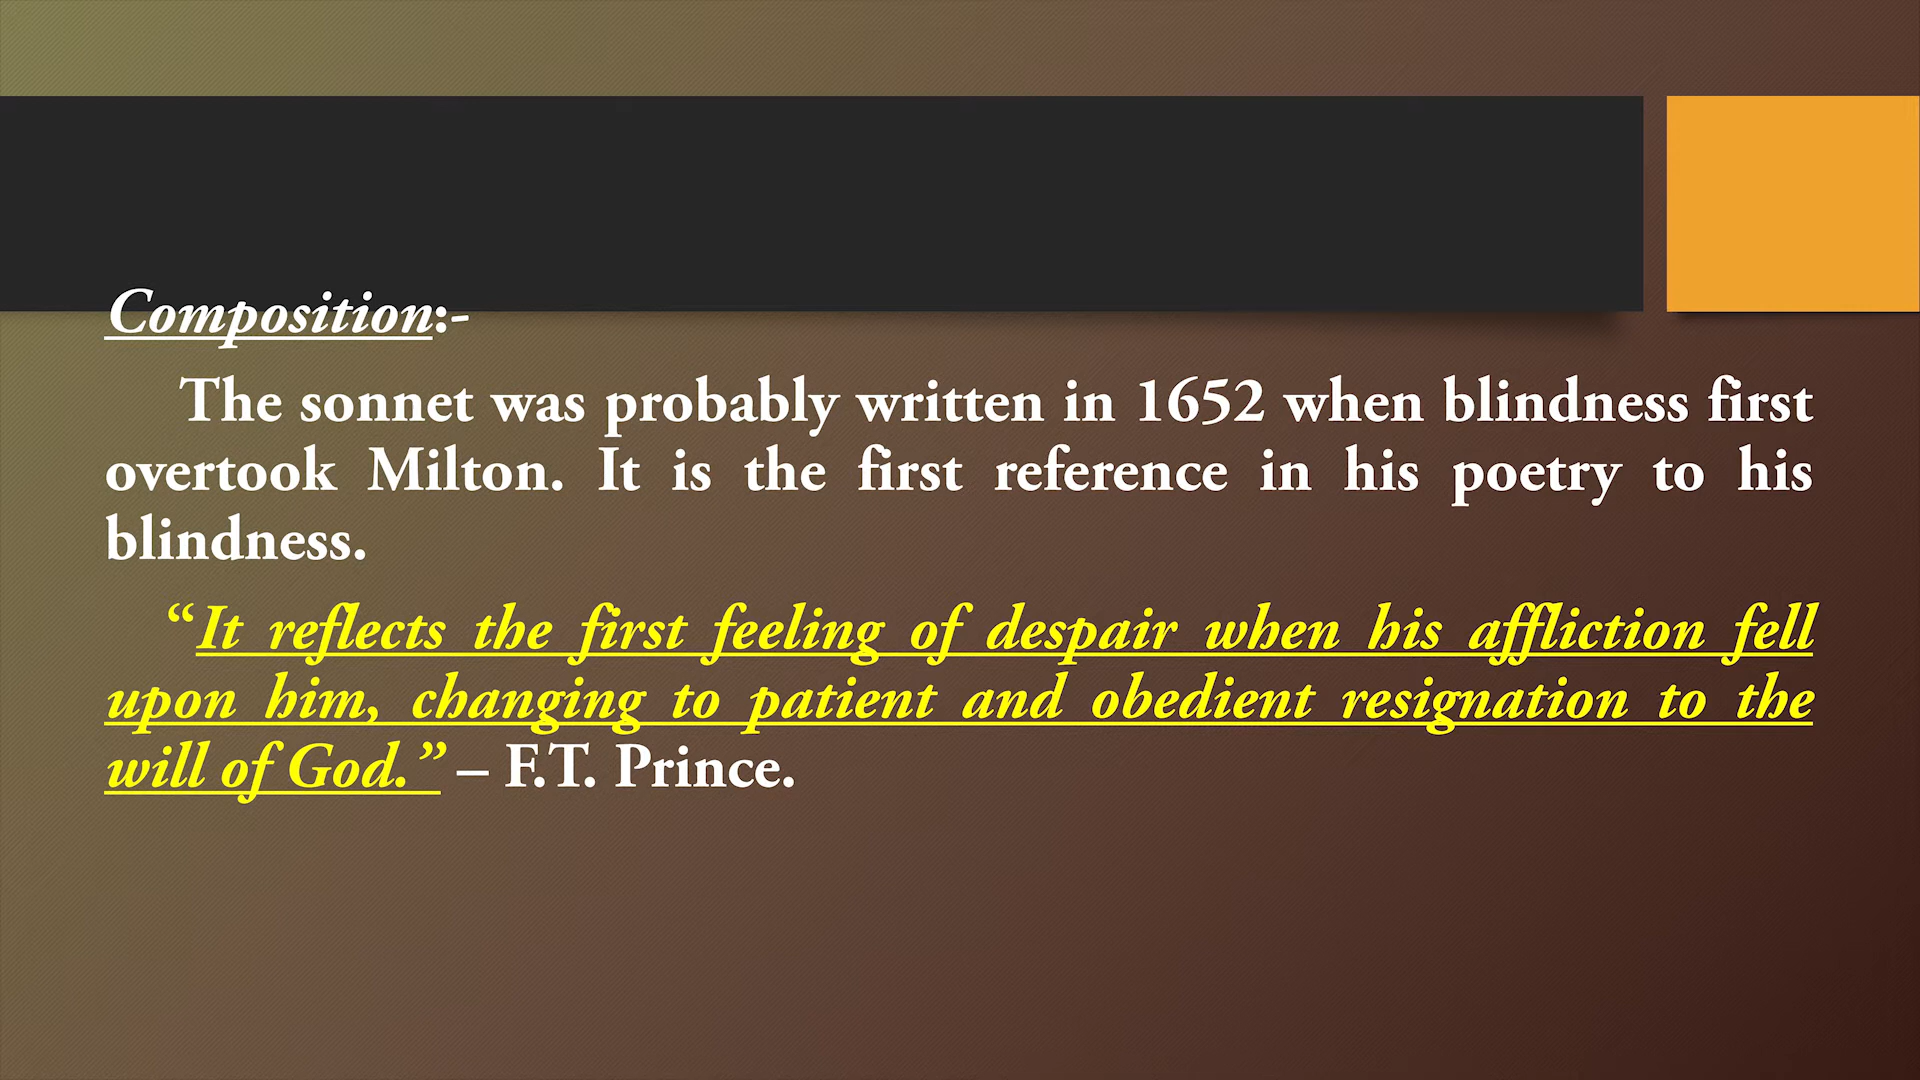 Composition:-
The sonnet was probably written in 1652 when blindness first
overtook Milton. It is the first reference in his poetry to his
blindness.
“It reflects the first feeling of despair when his affliction fell
upon him, changing to patient and obedient resignation to the
will of God.” – F.T. Prince.